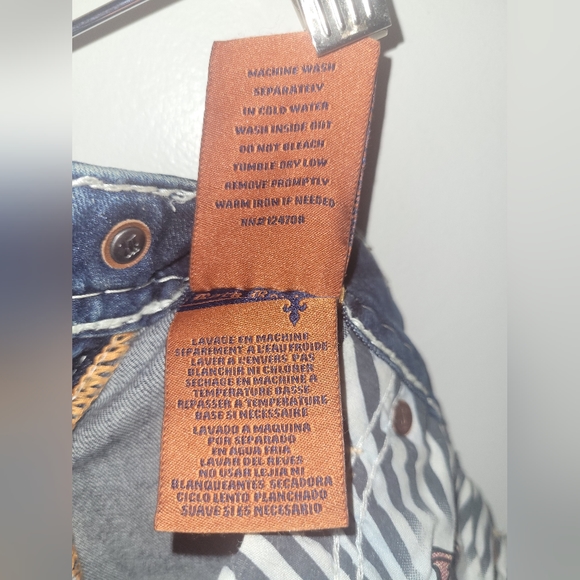 MACHINE WASH
SEPARATELY
IN COLD WATER
WASH INSIDE OUT
DO NOT BLEACH
TUMBLE DRY LOW
REMOVE PROMPTLY
WARM IRON IF NEEDED
RN# 124708
Rock
LAVAGE EN MACHINE
SEPAREMENT A L'EAU FROIDE
LAVER A L'ENVERS PAS
BLANCHIR NI CHLORER
SECHAGE EN MACHINE A
TEMPERATURE BASSE
REPASSER A TEMPERATURE
BASE SI NECESSAIRE
LAVADO A MAQUINA
POR SEPARADO
EN AGUA FRIA
LAVAR DEL REVES
NO USAR LEJIA NI
BLANQUEANTES SECADORA
CICLO LENTO PLANCHADO
SUAVE SI ES NECESARIO